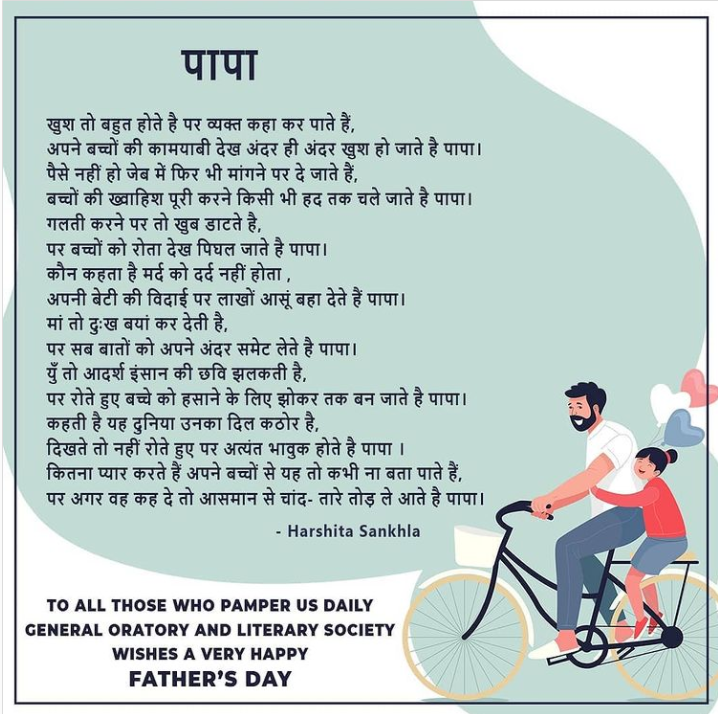 पापा
खुश तो बहुत होते है पर व्यक्त कहा कर पाते हैं,
अपने बच्चों की कामयाबी देख अंदर ही अंदर खुश हो जाते है पापा।
पैसे नहीं हो जेब में फिर भी मांगने पर दे जाते हैं,
बच्चों की ख्वाहिश पूरी करने किसी भी हद तक चले जाते है पापा।
गलती करने पर तो खुब डाटते है,
पर बच्चों को रोता देख पिघल जाते है पापा।
कौन कहता है मर्द को दर्द नहीं होता ,
अपनी बेटी की विदाई पर लाखों आसूं बहा देते हैं पापा।
मां तो दुःख बयां कर देती है,
पर सब बातों को अपने अंदर समेट लेते है पापा।
युँ तो आदर्श इंसान की छवि झलकती है,
पर रोते हुए बच्चे को हसाने के लिए झोकर तक बन जाते है पापा।
कहती है यह दुनिया उनका दिल कठोर है,
दिखते तो नहीं रोते हुए पर अत्यंत भावुक होते है पापा ।
कितना प्यार करते हैं अपने बच्चों से यह तो कभी ना बता पाते हैं,
पर अगर वह कह दे तो आसमान से चांद- तारे तोड़ ले आते है पापा।
- Harshita Sankhla
TO ALL THOSE WHO PAMPER US DAILY
GENERAL ORATORY AND LITERARY SOCIETY
WISHES A VERY HAPPY
FATHER'S DAY